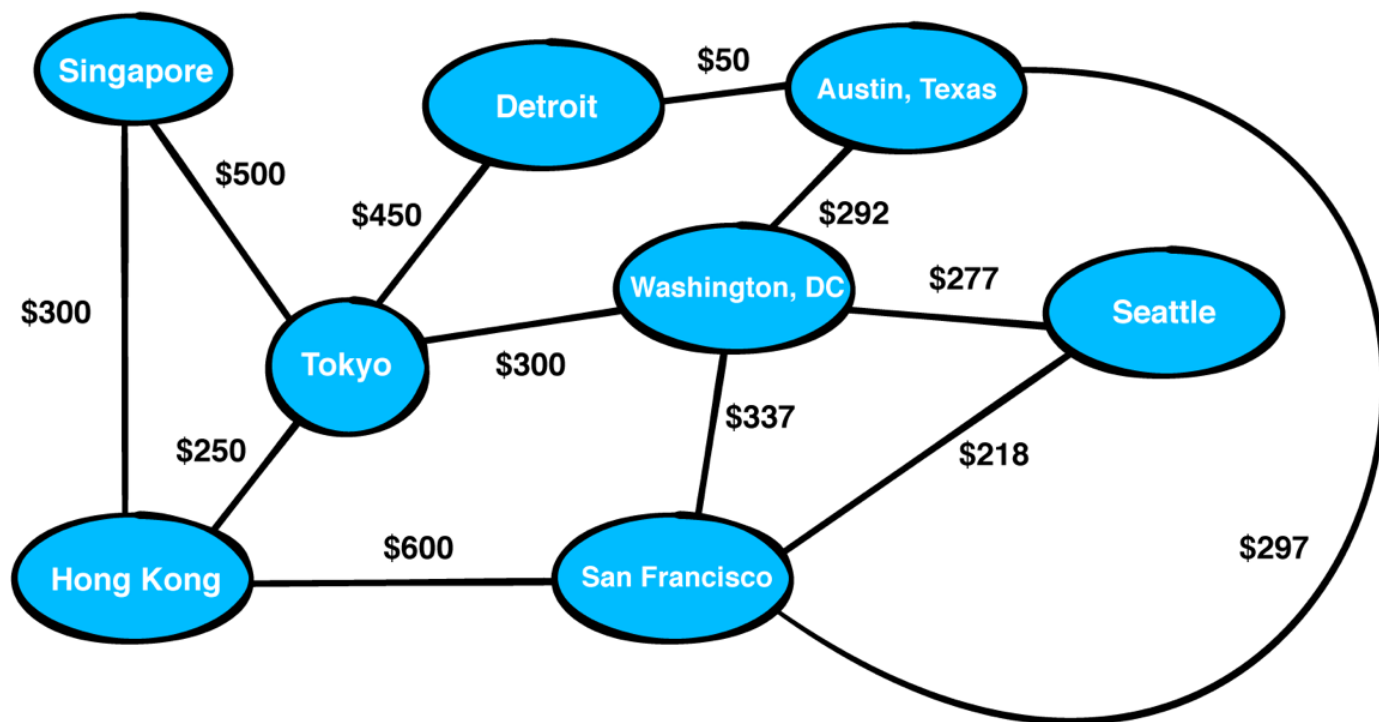 Singapore
Detroit
$50
Austin, Texas
$500
$450
$292
$300
Washington, DC
$277
Seattle
Tokyo
$300
$250
$337
$218
Hong Kong
$600
San Francisco
$297